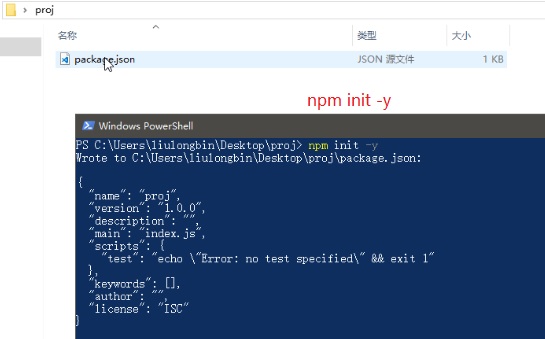 proj
名称
类型
大小
package.json
JSON 源文件
1 KB
npm init -y
Windows PowerShell
PS C:\Users\liulongbin\Desktop\proj> npm init -y
Wrote to C:\Users\liulongbin\Desktop\proj\package.json:
{
"name": "proj",
"version": "1.0.0",
"description": "",
"main": "index.js",
"scripts": {
"test": "echo \"Error: no test specified\" && exit 1"
},
"keywords": [],
"author": "",
"license": "ISC"
}